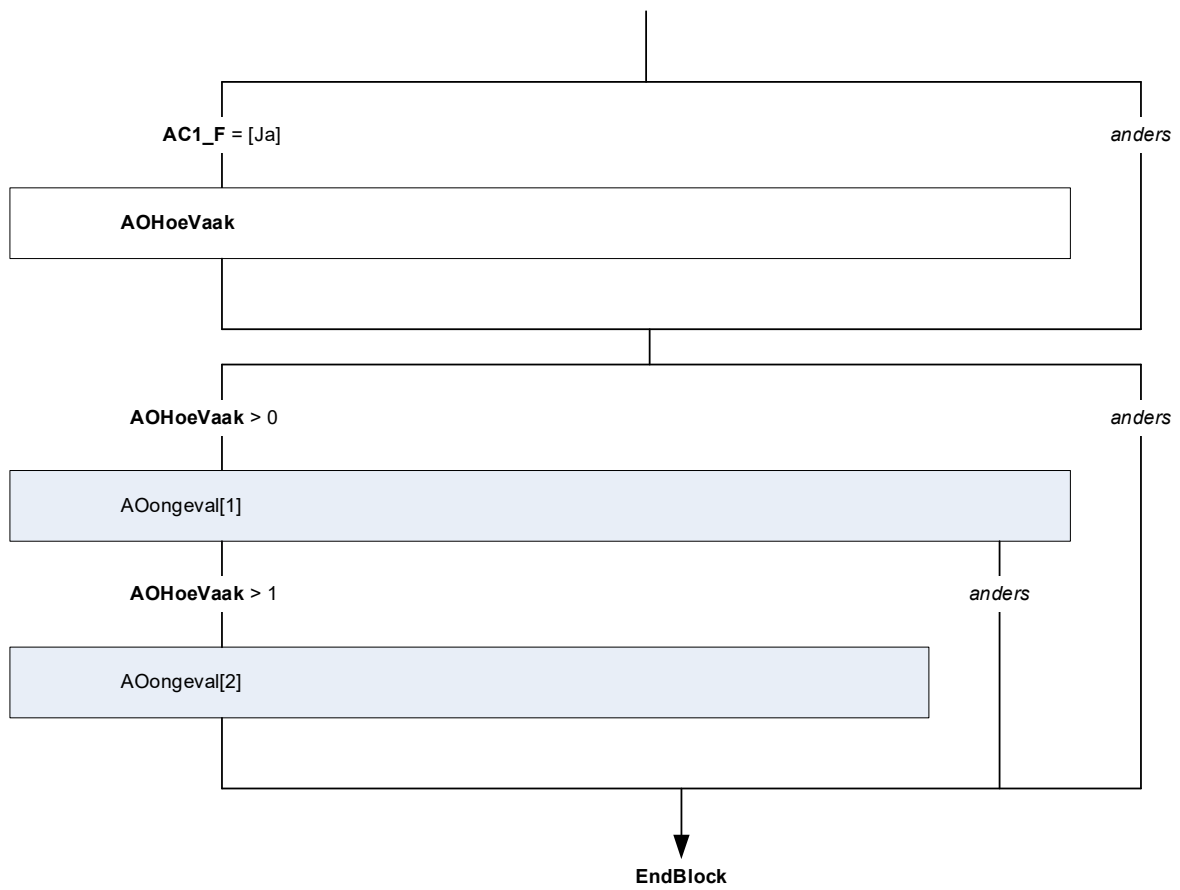 AC1_F = [Ja]
anders
AOHoeVaak
AOHoeVaak > 0
anders
AOongeval[1]
AOHoeVaak > 1
anders
AOongeval[2]
EndBlock